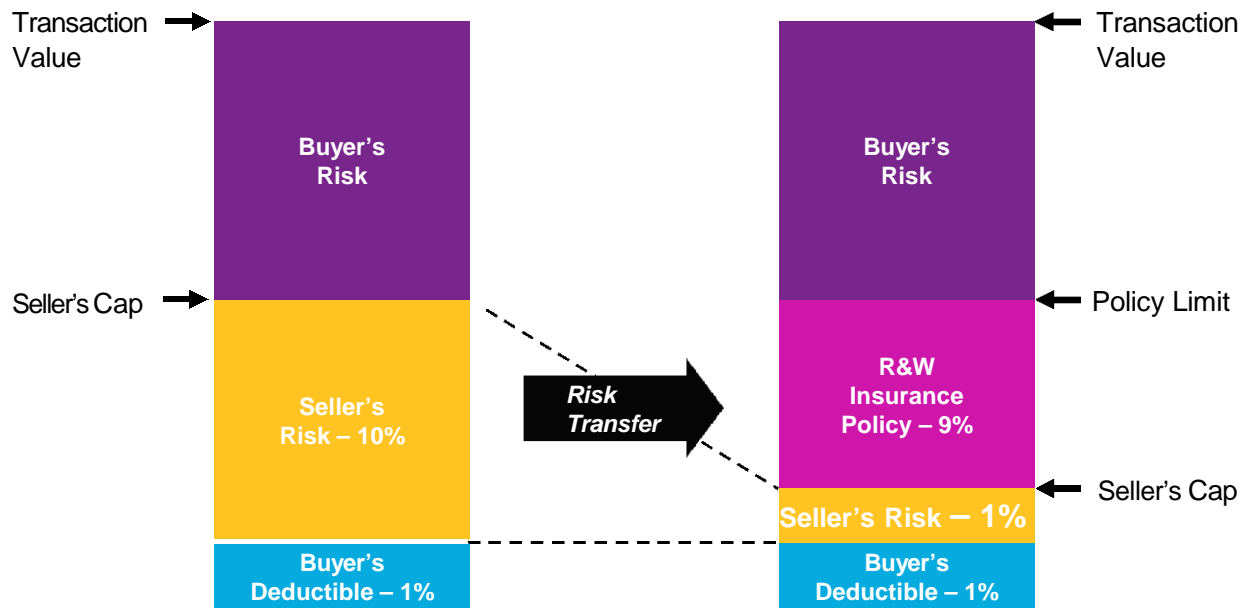 Transaction
Value
Transaction
Value
Buyer’s
Risk
Buyer’s
Risk
Seller’s Cap
Policy Limit
R&W
Insurance
Policy – 9%
Risk
Transfer
Seller’s
Risk – 10%
Seller’s Cap
Seller’s Risk – 1%
Buyer’s
Deductible – 1%
Buyer’s
Deductible – 1%